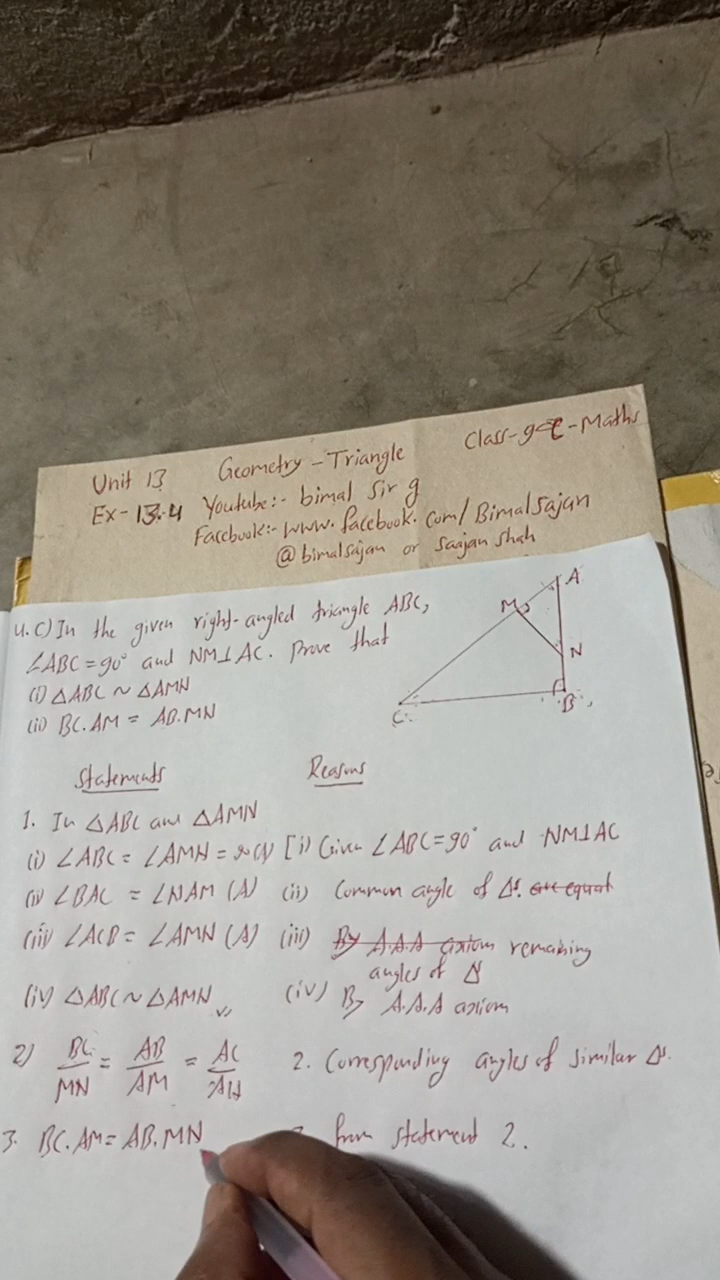 Unit 13 Geometry - Triangle Class-9 - Maths
Ex - 13.4 Youtube:- bimal sir g
Facebook:- www.facebook.com/Bimalsajan
@bimalsajan or Saajan shah
4. c) In the given right-angled triangle ABC,
∠ABC = 90° and NM⊥AC. Prove that
(i) △ABC ~ △AMN
(ii) BC.AM = AB.MN
A
M
N
B
C
Statements Reasons
1. In △ABC and △AMN
(i) ∠ABC = ∠AMN = (A) (i) Given ∠ABC = 90° and NM⊥AC
(ii) ∠BAC = ∠NAM (A) (ii) Common angle of △s. are equal
(iii) ∠ACB = ∠AMN (A) (iii) By A.A.A axiom remaining
angles of △s
(iv) △ABC ~ △AMN (iv) By A.A.A axiom
2) BC/MN = AB/AM = AC/AN 2. Corresponding angles of similar △s.
3. BC.AM = AB.MN from statement 2.